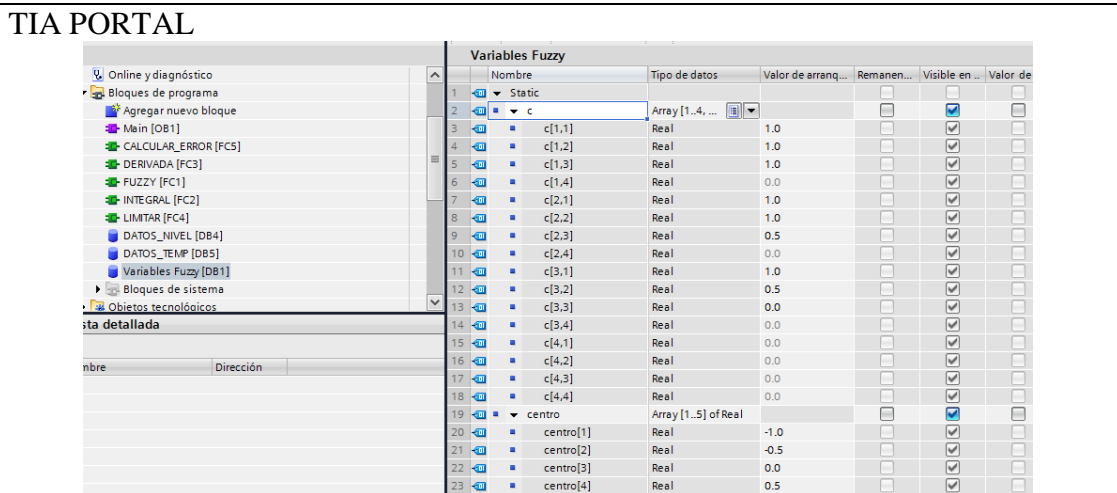 TIA PORTAL
Online y diagnóstico
Bloques de programa
Agregar nuevo bloque
Main [OB1]
CALCULAR_ERROR [FC5]
DERIVADA [FC3]
FUZZY [FC1]
INTEGRAL [FC2]
LIMITAR [FC4]
DATOS_NIVEL [DB4]
DATOS_TEMP [DB5]
Variables Fuzzy [DB1]
Bloques de sistema
Objetos tecnológicos
sta detallada
mbre Dirección
Variables Fuzzy
Nombre Tipo de datos Valor de arranq... Remanen... Visible en .. Valor de
1 Static
2 c Array [1..4, ...
3 c[1,1] Real 1.0
4 c[1,2] Real 1.0
5 c[1,3] Real 1.0
6 c[1,4] Real 0.0
7 c[2,1] Real 1.0
8 c[2,2] Real 1.0
9 c[2,3] Real 0.5
10 c[2,4] Real 0.0
11 c[3,1] Real 1.0
12 c[3,2] Real 0.5
13 c[3,3] Real 0.0
14 c[3,4] Real 0.0
15 c[4,1] Real 0.0
16 c[4,2] Real 0.0
17 c[4,3] Real 0.0
18 c[4,4] Real 0.0
19 centro Array [1..5] of Real
20 centro[1] Real -1.0
21 centro[2] Real -0.5
22 centro[3] Real 0.0
23 centro[4] Real 0.5